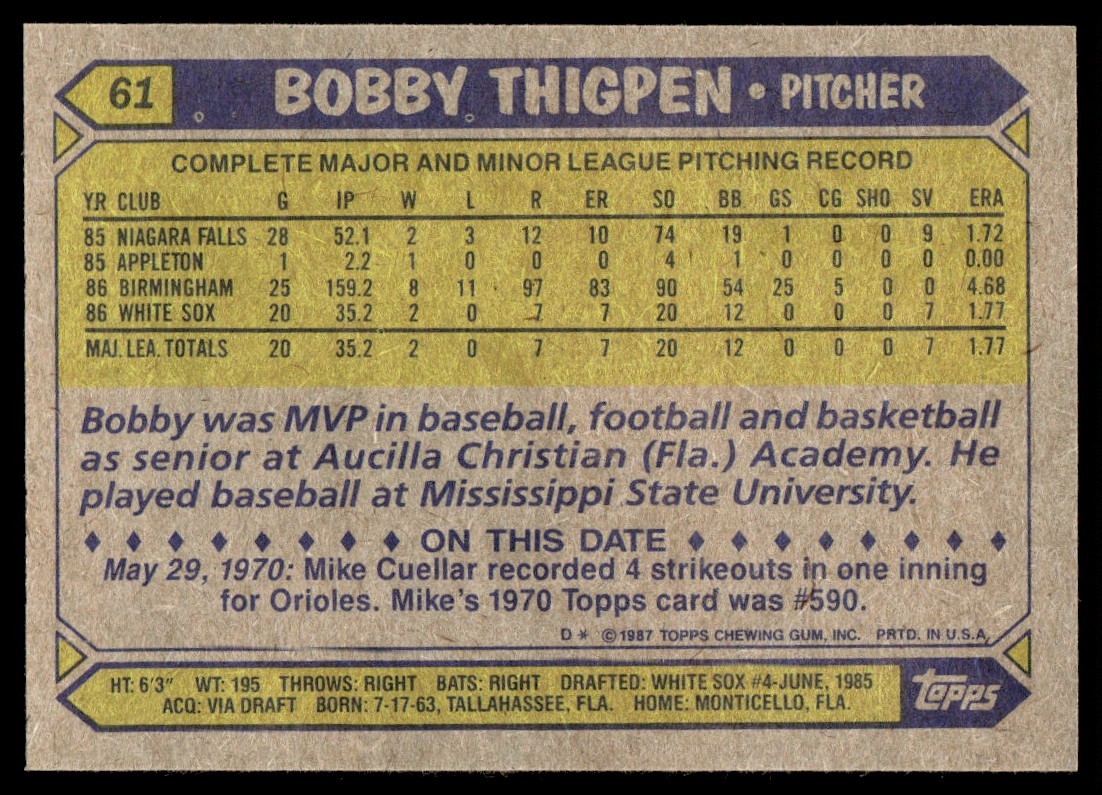 61 BOBBY THIGPEN • PITCHER
COMPLETE MAJOR AND MINOR LEAGUE PITCHING RECORD
YR CLUB G IP W L R ER SO BB GS CG SHO SV ERA
85 NIAGARA FALLS 28 52.1 2 3 12 10 74 19 1 0 0 9 1.72
85 APPLETON 1 2.2 1 0 0 0 4 1 0 0 0 0 0.00
86 BIRMINGHAM 25 159.2 8 11 97 83 90 54 25 5 0 0 4.68
86 WHITE SOX 20 35.2 2 0 7 7 20 12 0 0 0 7 1.77
MAJ. LEA. TOTALS 20 35.2 2 0 7 7 20 12 0 0 0 7 1.77
Bobby was MVP in baseball, football and basketball
as senior at Aucilla Christian (Fla.) Academy. He
played baseball at Mississippi State University.
ON THIS DATE
May 29, 1970: Mike Cuellar recorded 4 strikeouts in one inning
for Orioles. Mike's 1970 Topps card was #590.
D* ©1987 TOPPS CHEWING GUM, INC. PRTD. IN U.S.A.
HT: 6'3" WT: 195 THROWS: RIGHT BATS: RIGHT DRAFTED: WHITE SOX #4-JUNE, 1985
ACQ: VIA DRAFT BORN: 7-17-63, TALLAHASSEE, FLA. HOME: MONTICELLO, FLA.
topps